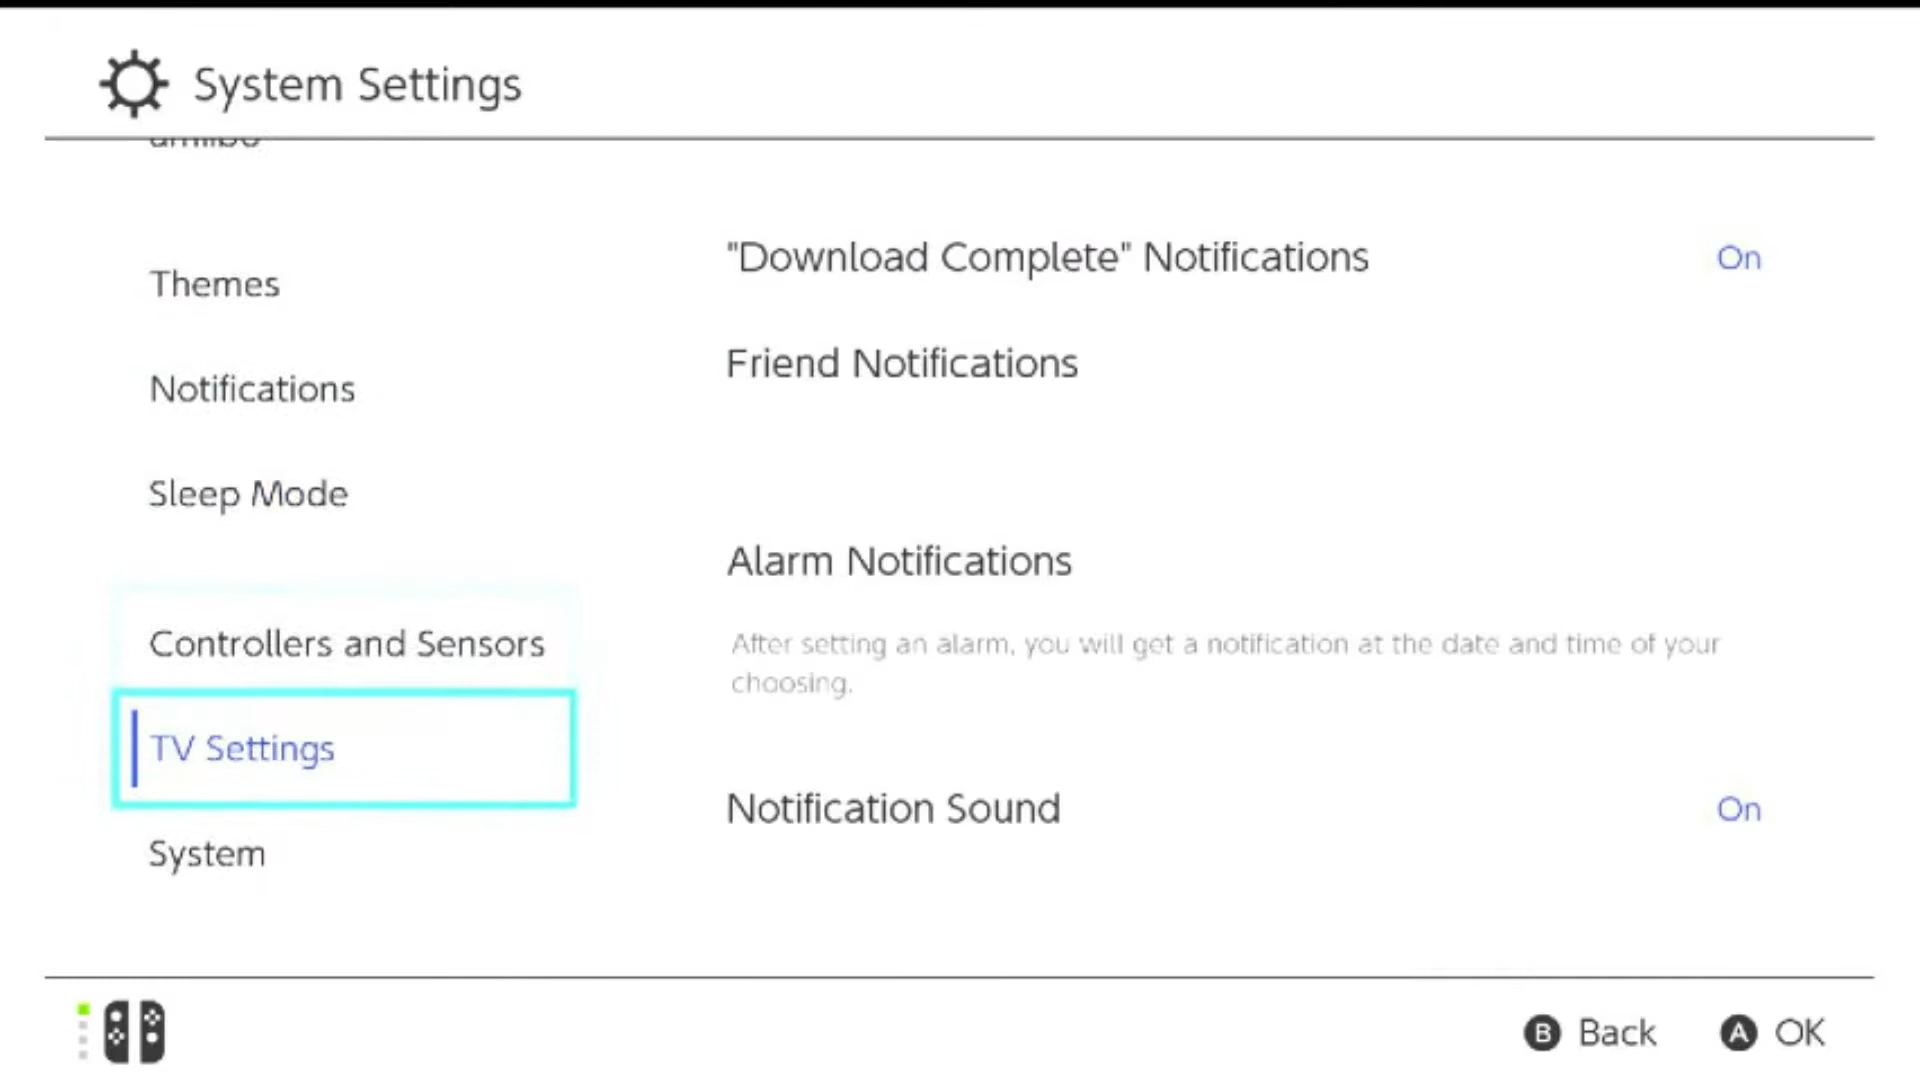 System Settings
amiibo
Themes
Notifications
Sleep Mode
Controllers and Sensors
TV Settings
System
"Download Complete" Notifications On
Friend Notifications
Alarm Notifications
After setting an alarm, you will get a notification at the date and time of your
choosing.
Notification Sound On
B Back A OK